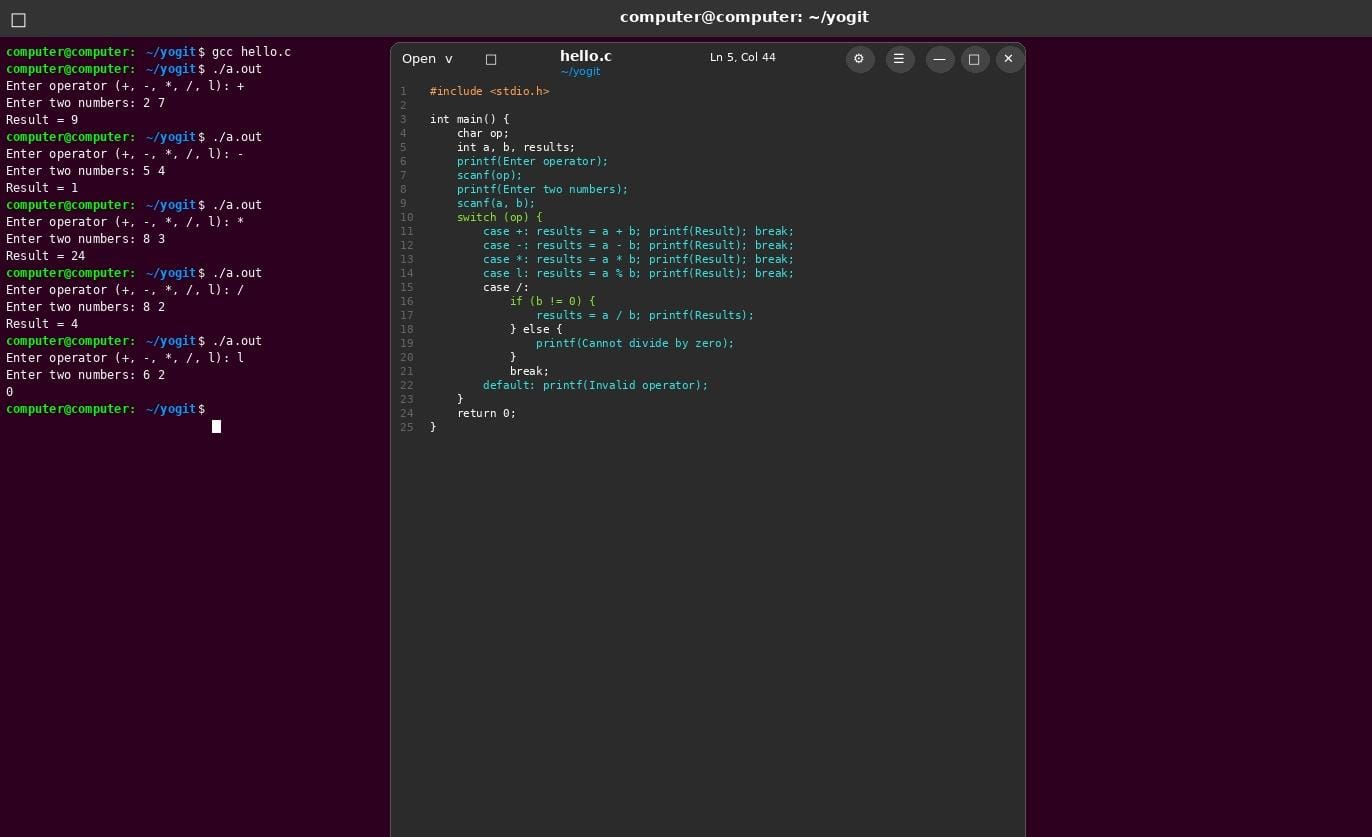 computer@computer: ~/yogit
computer@computer: ~/yogit$ gcc hello.c
computer@computer: ~/yogit$ ./a.out
Enter operator (+, -, *, /, l): +
Enter two numbers: 2 7
Result = 9
computer@computer: ~/yogit$ ./a.out
Enter operator (+, -, *, /, l): -
Enter two numbers: 5 4
Result = 1
computer@computer: ~/yogit$ ./a.out
Enter operator (+, -, *, /, l): *
Enter two numbers: 8 3
Result = 24
computer@computer: ~/yogit$ ./a.out
Enter operator (+, -, *, /, l): /
Enter two numbers: 8 2
Result = 4
computer@computer: ~/yogit$ ./a.out
Enter operator (+, -, *, /, l): l
Enter two numbers: 6 2
0
computer@computer: ~/yogit$
Open v hello.c Ln 5, Col 44
~/yogit
1 #include <stdio.h>
2
3 int main() {
4     char op;
5     int a, b, results;
6     printf(Enter operator);
7     scanf(op);
8     printf(Enter two numbers);
9     scanf(a, b);
10     switch (op) {
11         case +: results = a + b; printf(Result); break;
12         case -: results = a - b; printf(Result); break;
13         case *: results = a * b; printf(Result); break;
14         case l: results = a % b; printf(Result); break;
15         case /:
16             if (b != 0) {
17                 results = a / b; printf(Results);
18             } else {
19                 printf(Cannot divide by zero);
20             }
21             break;
22         default: printf(Invalid operator);
23     }
24     return 0;
25 }